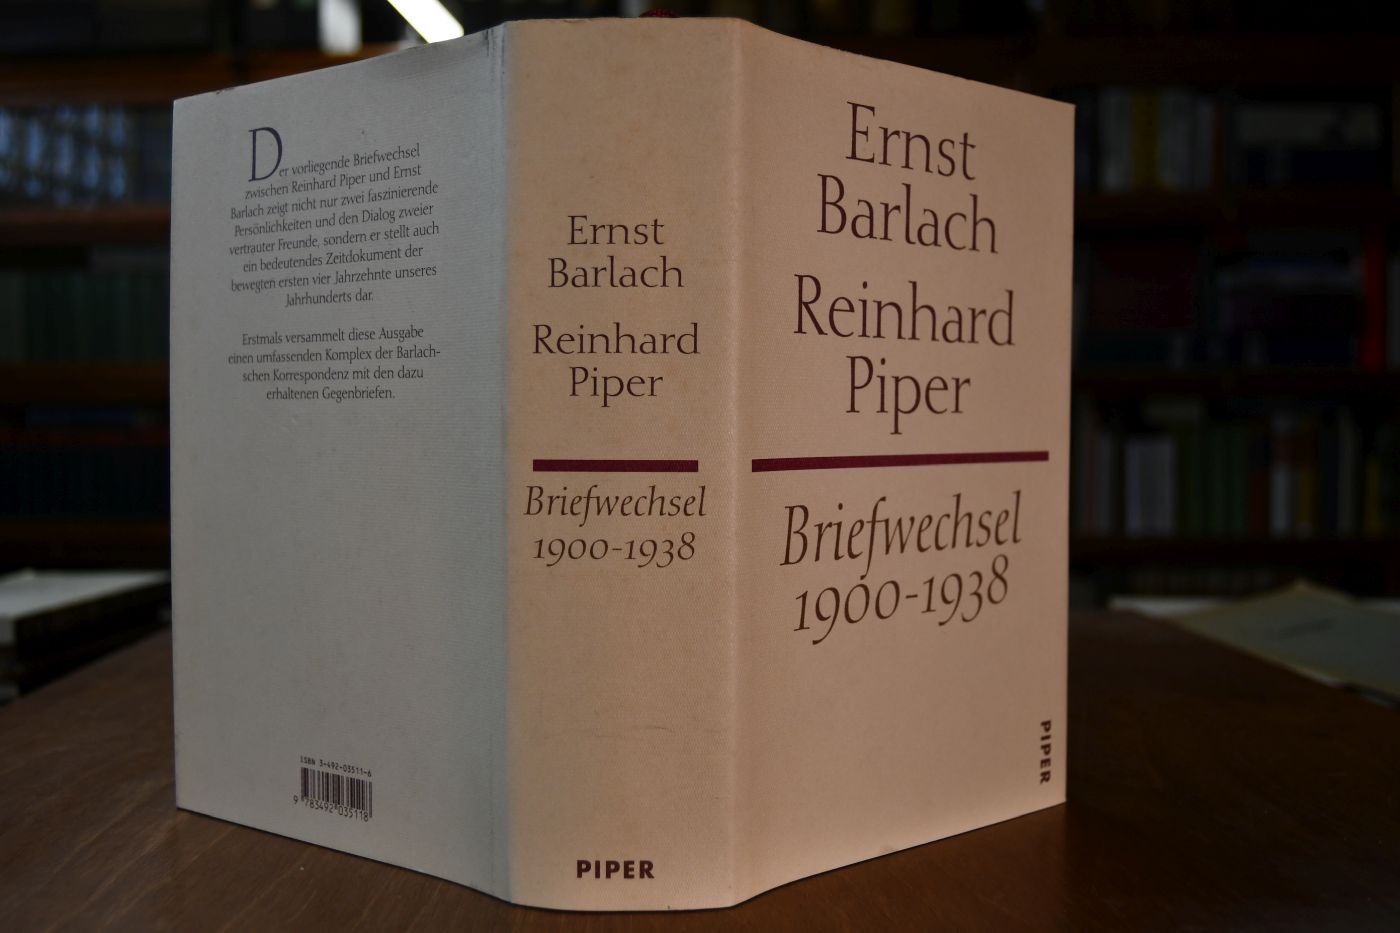 Der vorliegende Briefwechsel
zwischen Reinhard Piper und Ernst
Barlach zeigt nicht nur zwei faszinierende
Persönlichkeiten und den Dialog zweier
vertrauter Freunde, sondern er stellt auch
ein bedeutendes Zeitdokument der
bewegten ersten vier Jahrzehnte unseres
Jahrhunderts dar.
Erstmals versammelt diese Ausgabe
einen umfassenden Komplex der Barlach-
schen Korrespondenz mit den dazu
erhaltenen Gegenbriefen.
ISBN 3-492-03511-6
9 783492 035118
Ernst
Barlach
Reinhard
Piper
Briefwechsel
1900-1938
PIPER
Ernst
Barlach
Reinhard
Piper
Briefwechsel
1900-1938
PIPER